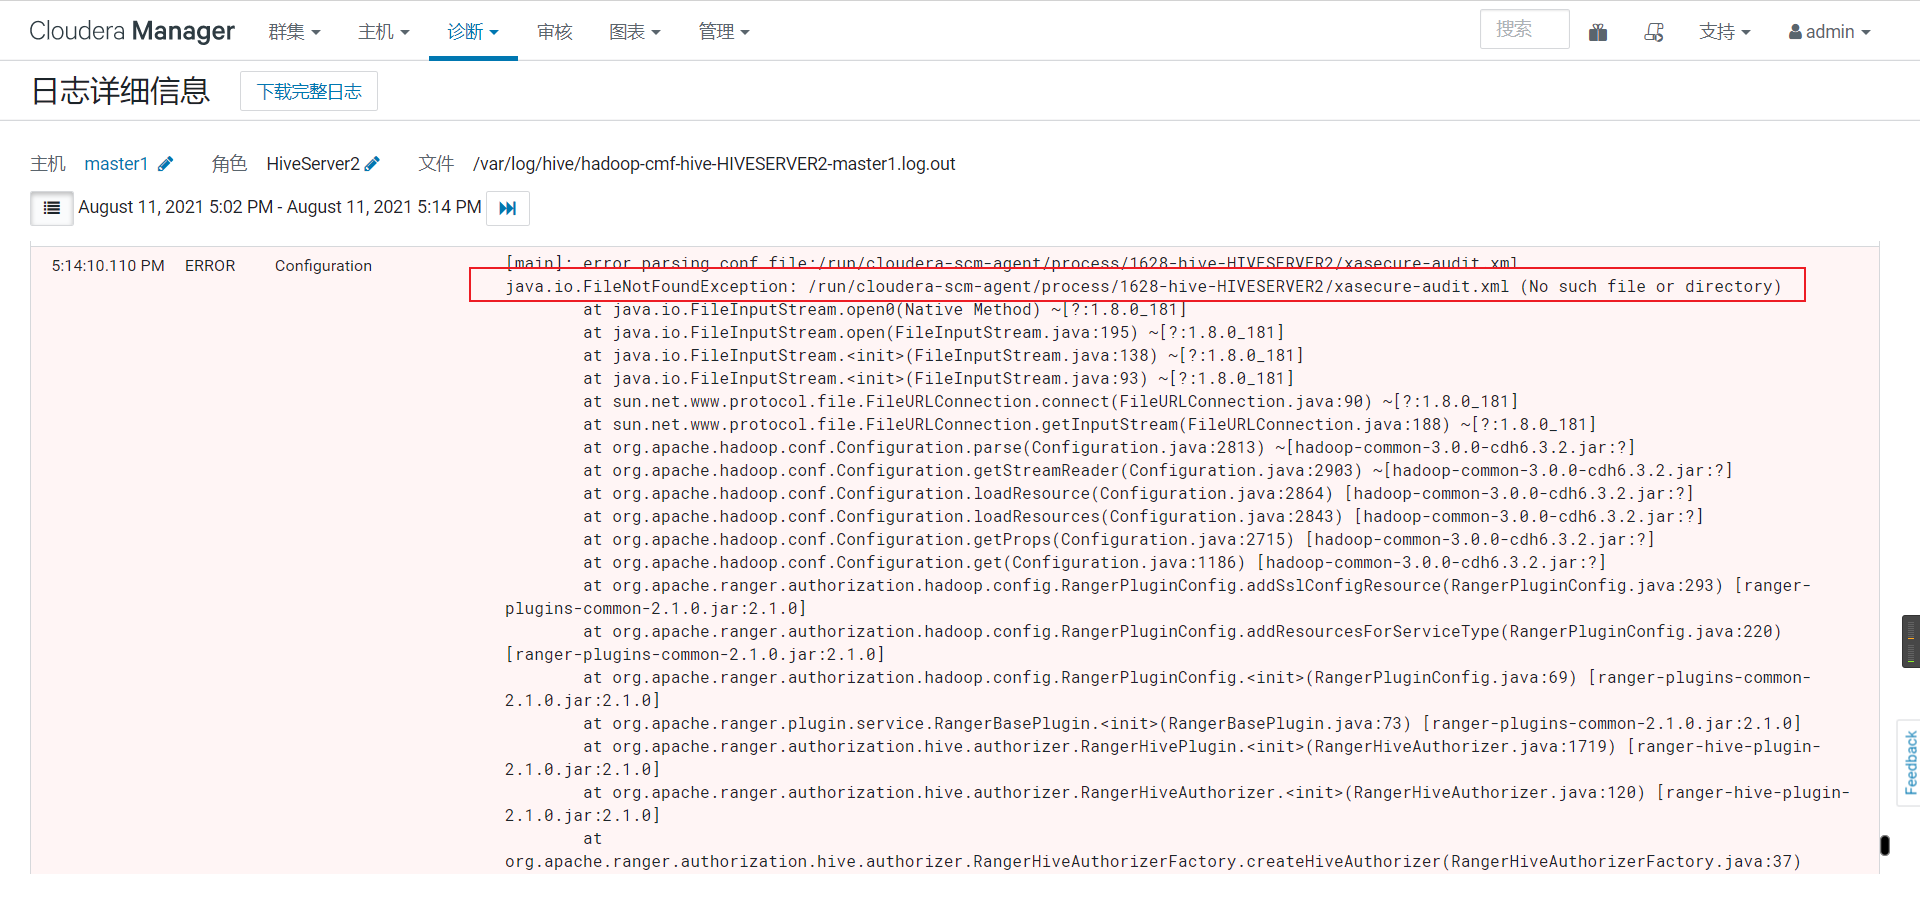 Cloudera Manager 群集 主机 诊断 审核 图表 管理 搜索 支持 admin
日志详细信息 下载完整日志
主机 master1 角色 HiveServer2 文件 /var/log/hive/hadoop-cmf-hive-HIVESERVER2-master1.log.out
August 11, 2021 5:02 PM - August 11, 2021 5:14 PM
5:14:10.110 PM ERROR Configuration [main]: error parsing conf file:/run/cloudera-scm-agent/process/1628-hive-HIVESERVER2/xasecure-audit.xml
java.io.FileNotFoundException: /run/cloudera-scm-agent/process/1628-hive-HIVESERVER2/xasecure-audit.xml (No such file or directory)
at java.io.FileInputStream.open0(Native Method) ~[?:1.8.0_181]
at java.io.FileInputStream.open(FileInputStream.java:195) ~[?:1.8.0_181]
at java.io.FileInputStream.<init>(FileInputStream.java:138) ~[?:1.8.0_181]
at java.io.FileInputStream.<init>(FileInputStream.java:93) ~[?:1.8.0_181]
at sun.net.www.protocol.file.FileURLConnection.connect(FileURLConnection.java:90) ~[?:1.8.0_181]
at sun.net.www.protocol.file.FileURLConnection.getInputStream(FileURLConnection.java:188) ~[?:1.8.0_181]
at org.apache.hadoop.conf.Configuration.parse(Configuration.java:2813) ~[hadoop-common-3.0.0-cdh6.3.2.jar:?]
at org.apache.hadoop.conf.Configuration.getStreamReader(Configuration.java:2903) ~[hadoop-common-3.0.0-cdh6.3.2.jar:?]
at org.apache.hadoop.conf.Configuration.loadResource(Configuration.java:2864) [hadoop-common-3.0.0-cdh6.3.2.jar:?]
at org.apache.hadoop.conf.Configuration.loadResources(Configuration.java:2843) [hadoop-common-3.0.0-cdh6.3.2.jar:?]
at org.apache.hadoop.conf.Configuration.getProps(Configuration.java:2715) [hadoop-common-3.0.0-cdh6.3.2.jar:?]
at org.apache.hadoop.conf.Configuration.get(Configuration.java:1186) [hadoop-common-3.0.0-cdh6.3.2.jar:?]
at org.apache.ranger.authorization.hadoop.config.RangerPluginConfig.addSslConfigResource(RangerPluginConfig.java:293) [ranger-
plugins-common-2.1.0.jar:2.1.0]
at org.apache.ranger.authorization.hadoop.config.RangerPluginConfig.addResourcesForServiceType(RangerPluginConfig.java:220)
[ranger-plugins-common-2.1.0.jar:2.1.0]
at org.apache.ranger.authorization.hadoop.config.RangerPluginConfig.<init>(RangerPluginConfig.java:69) [ranger-plugins-common-
2.1.0.jar:2.1.0]
at org.apache.ranger.plugin.service.RangerBasePlugin.<init>(RangerBasePlugin.java:73) [ranger-plugins-common-2.1.0.jar:2.1.0]
at org.apache.ranger.authorization.hive.authorizer.RangerHivePlugin.<init>(RangerHiveAuthorizer.java:1719) [ranger-hive-plugin-
2.1.0.jar:2.1.0]
at org.apache.ranger.authorization.hive.authorizer.RangerHiveAuthorizer.<init>(RangerHiveAuthorizer.java:120) [ranger-hive-plugin-
2.1.0.jar:2.1.0]
at
org.apache.ranger.authorization.hive.authorizer.RangerHiveAuthorizerFactory.createHiveAuthorizer(RangerHiveAuthorizerFactory.java:37)
Feedback